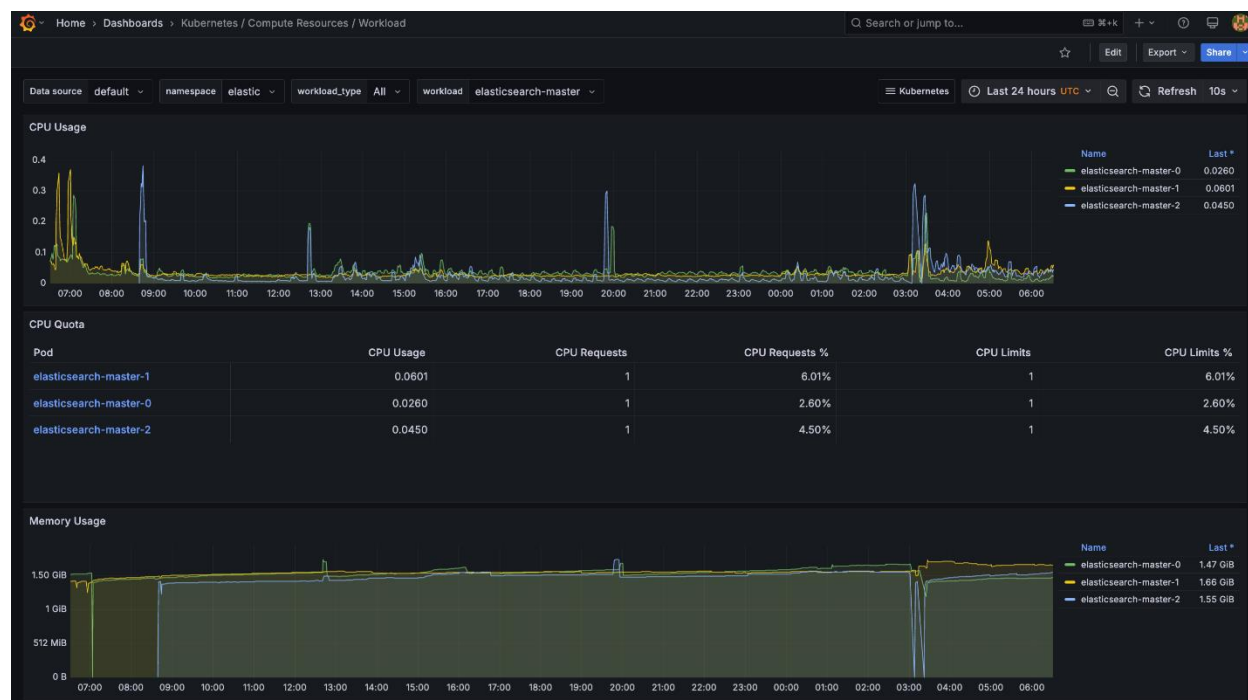 Home › Dashboards › Kubernetes / Compute Resources / Workload
Search or jump to...
⌘+k
Edit
Export
Share
Data source default
namespace elastic
workload_type All
workload elasticsearch-master
Kubernetes
Last 24 hours UTC
Refresh 10s
CPU Usage
0.4
0.3
0.2
0.1
0
07:00 08:00 09:00 10:00 11:00 12:00 13:00 14:00 15:00 16:00 17:00 18:00 19:00 20:00 21:00 22:00 23:00 00:00 01:00 02:00 03:00 04:00 05:00 06:00
Name Last *
elasticsearch-master-0 0.0260
elasticsearch-master-1 0.0601
elasticsearch-master-2 0.0450
CPU Quota
Pod CPU Usage CPU Requests CPU Requests % CPU Limits CPU Limits %
elasticsearch-master-1 0.0601 1 6.01% 1 6.01%
elasticsearch-master-0 0.0260 1 2.60% 1 2.60%
elasticsearch-master-2 0.0450 1 4.50% 1 4.50%
Memory Usage
1.50 GiB
1 GiB
512 MiB
0 B
07:00 08:00 09:00 10:00 11:00 12:00 13:00 14:00 15:00 16:00 17:00 18:00 19:00 20:00 21:00 22:00 23:00 00:00 01:00 02:00 03:00 04:00 05:00 06:00
Name Last *
elasticsearch-master-0 1.47 GiB
elasticsearch-master-1 1.66 GiB
elasticsearch-master-2 1.55 GiB